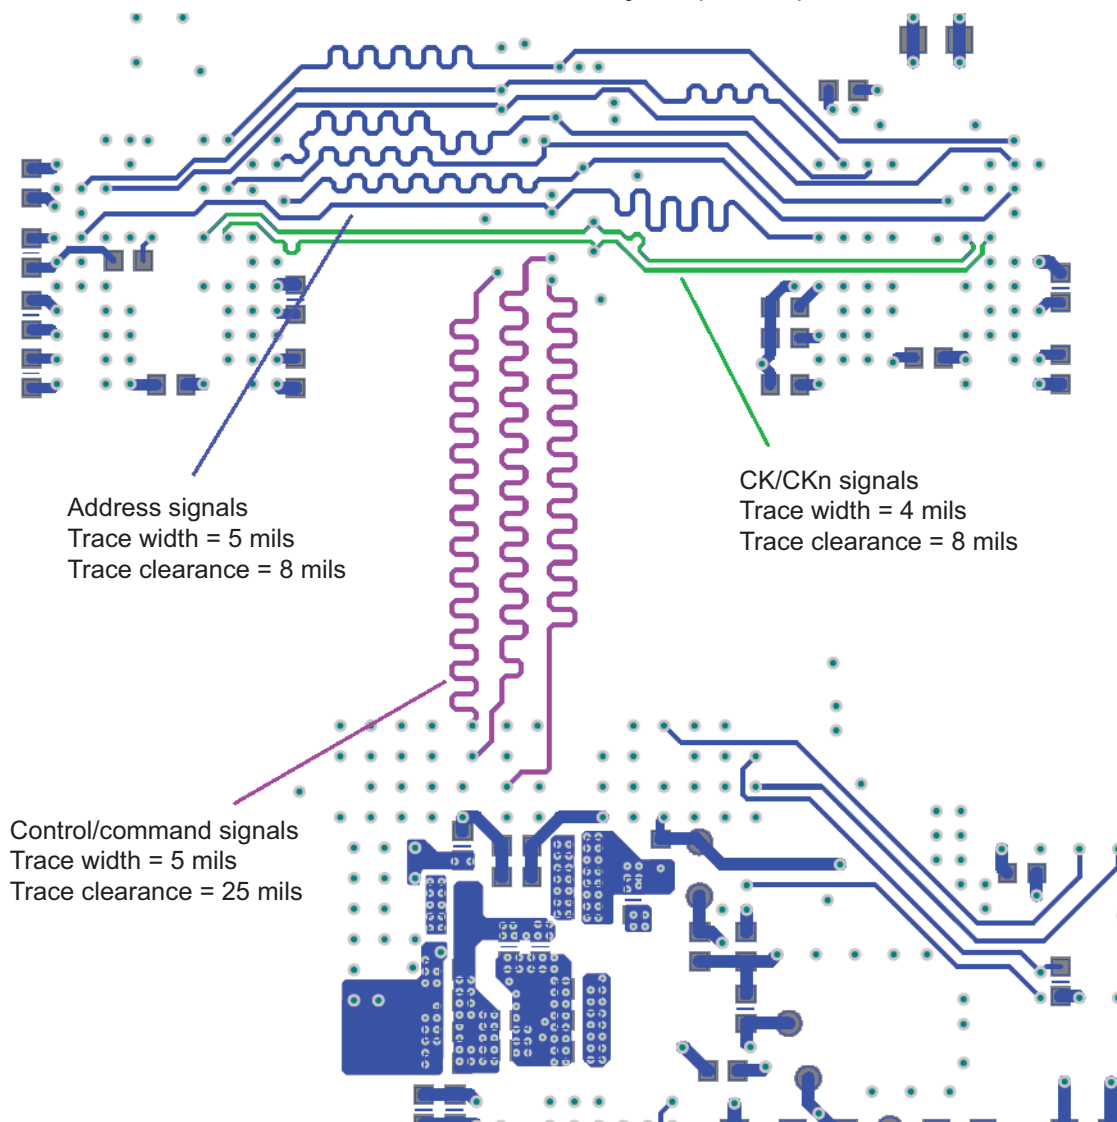 Address signals
Trace width = 5 mils
Trace clearance = 8 mils
CK/CKn signals
Trace width = 4 mils
Trace clearance = 8 mils
Control/command signals
Trace width = 5 mils
Trace clearance = 25 mils